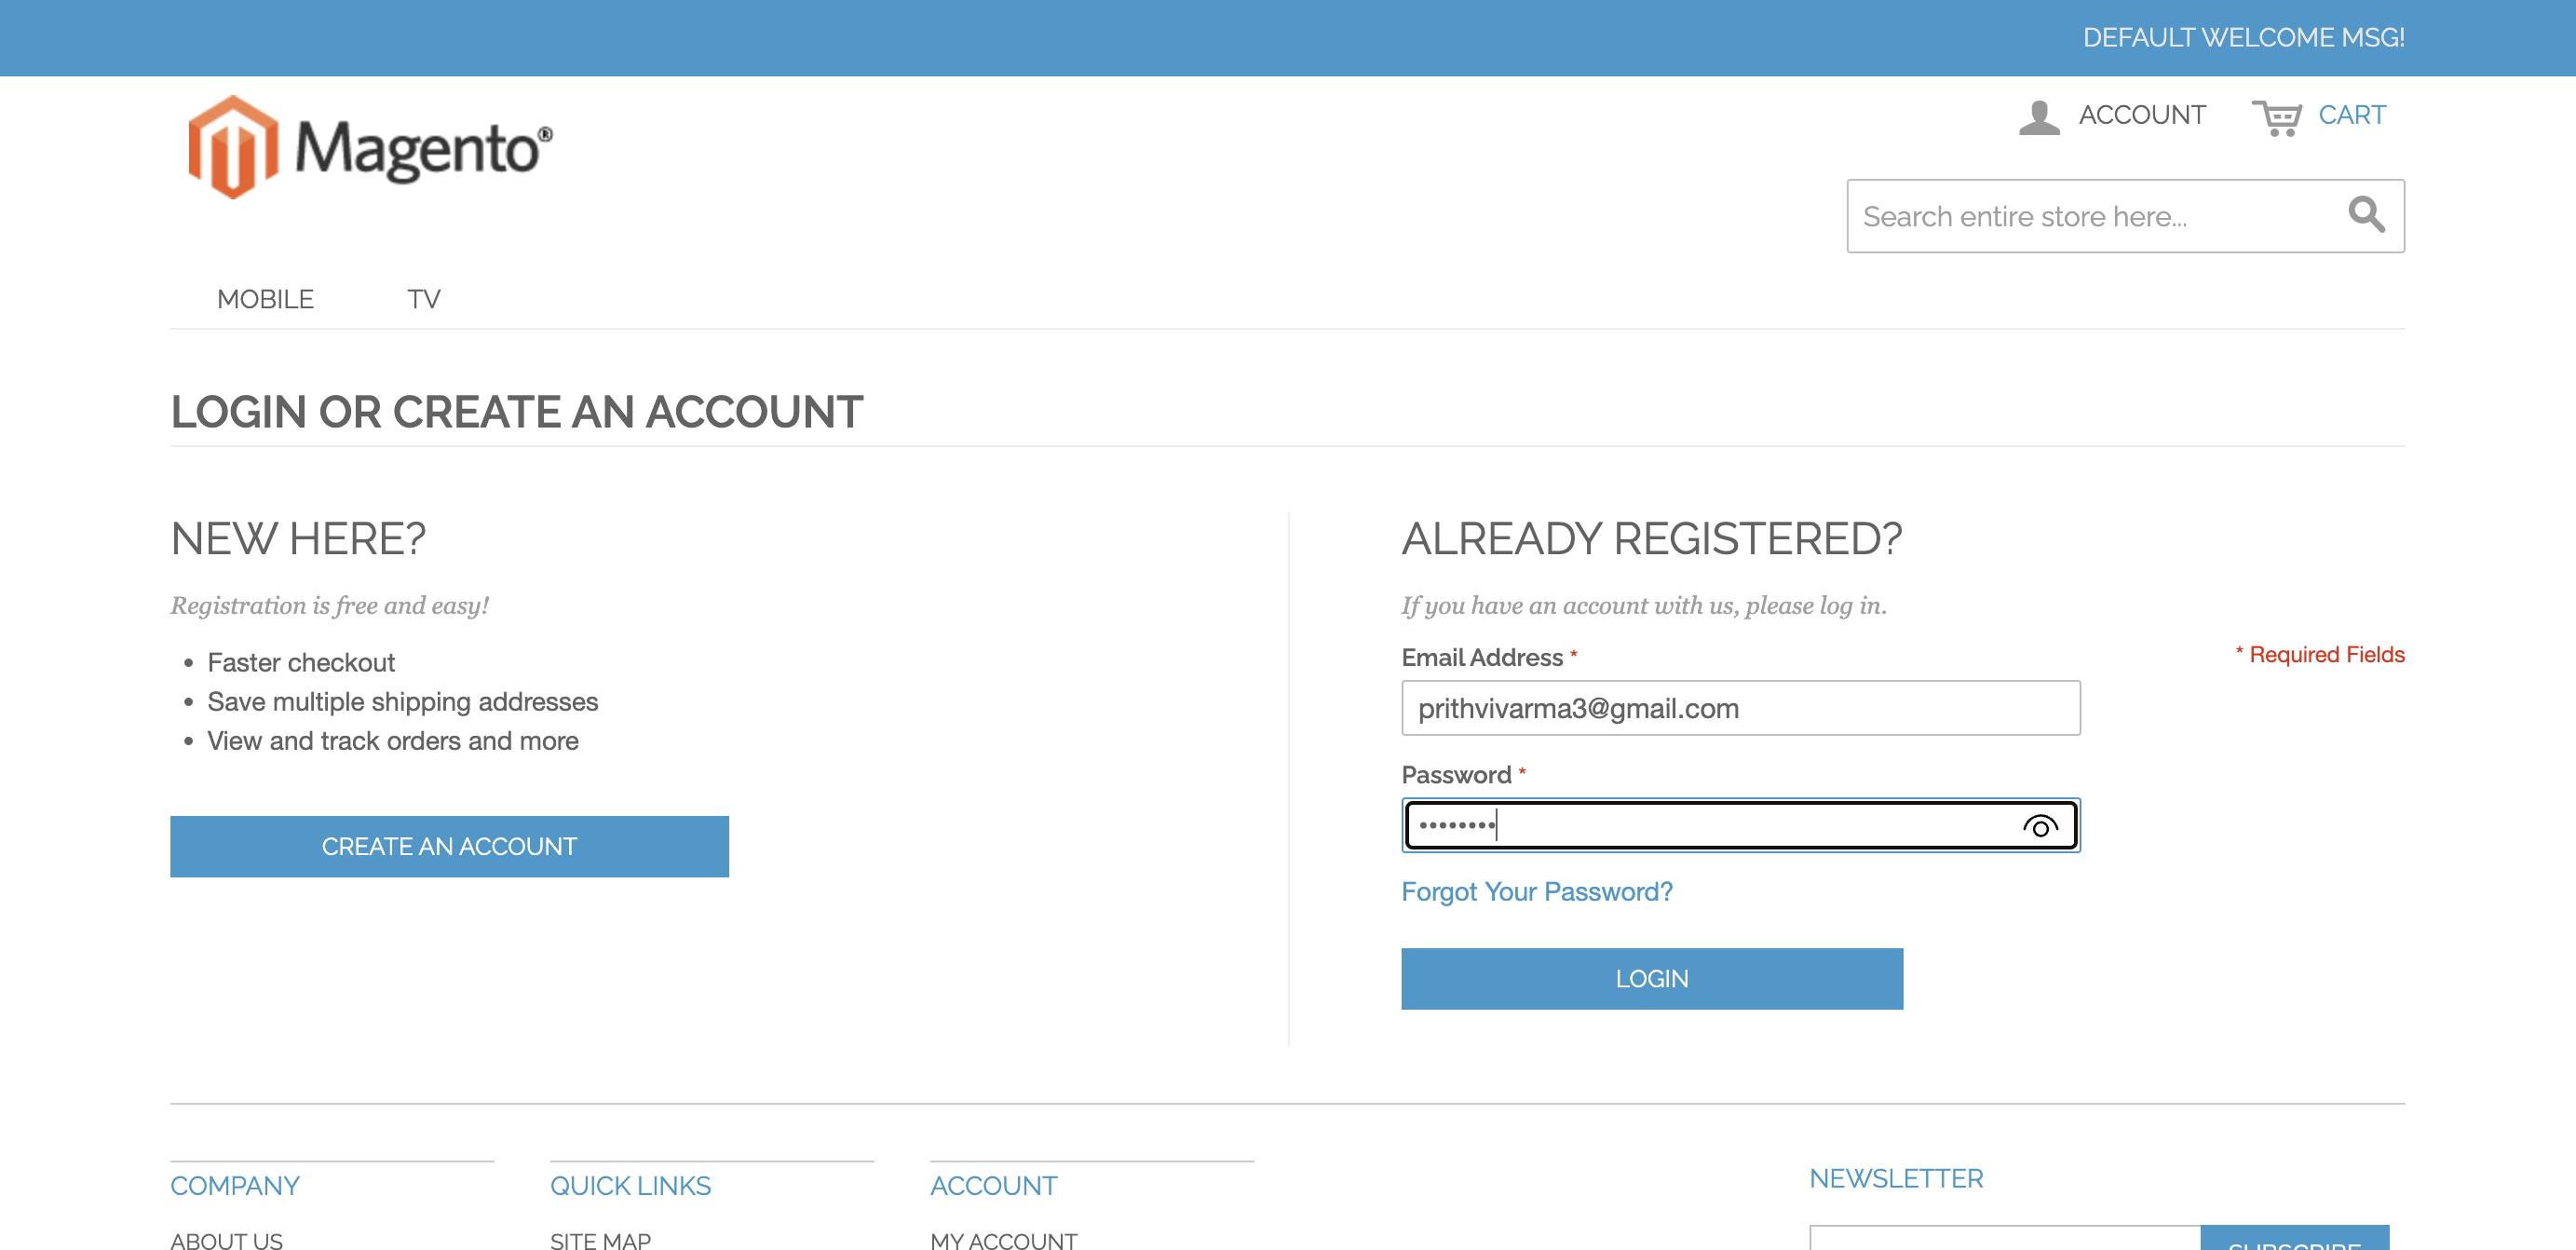 DEFAULT WELCOME MSG!
Magento®
ACCOUNT
CART
Search entire store here...
MOBILE
TV
LOGIN OR CREATE AN ACCOUNT
NEW HERE?
Registration is free and easy!
• Faster checkout
• Save multiple shipping addresses
• View and track orders and more
CREATE AN ACCOUNT
ALREADY REGISTERED?
If you have an account with us, please log in.
* Required Fields
Email Address *
prithvivarma3@gmail.com
Password *
••••••••
Forgot Your Password?
LOGIN
COMPANY
ABOUT US
QUICK LINKS
SITE MAP
ACCOUNT
MY ACCOUNT
NEWSLETTER
SUBSCRIBE